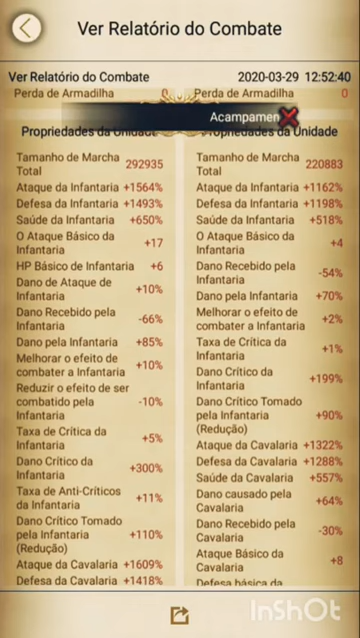 Ver Relatório do Combate
Ver Relatório do Combate 2020-03-29 12:52:40
Perda de Armadilha 0
Perda de Armadilha 0
Acampamen
Propriedades da Unidade
Tamanho de Marcha
Total 292935
Ataque da Infantaria +1564%
Defesa da Infantaria +1493%
Saúde da Infantaria +650%
O Ataque Básico da
Infantaria +17
HP Básico de Infantaria +6
Dano de Ataque de
Infantaria +10%
Dano Recebido pela
Infantaria -66%
Dano pela Infantaria +85%
Melhorar o efeito de
combater a Infantaria +10%
Reduzir o efeito de ser
combatido pela
Infantaria -10%
Taxa de Crítica da
Infantaria +5%
Dano Crítico da
Infantaria +300%
Taxa de Anti-Críticos
da Infantaria +11%
Dano Crítico Tomado
pela Infantaria
(Redução) +110%
Ataque da Cavalaria +1609%
Defesa da Cavalaria +1418%
Propriedades da Unidade
Tamanho de Marcha
Total 220883
Ataque da Infantaria +1162%
Defesa da Infantaria +1198%
Saúde da Infantaria +518%
O Ataque Básico da
Infantaria +4
Dano Recebido pela
Infantaria -54%
Dano pela Infantaria +70%
Melhorar o efeito de
combater a Infantaria +2%
Taxa de Crítica da
Infantaria +1%
Dano Crítico da
Infantaria +199%
Dano Crítico Tomado
pela Infantaria
(Redução) +90%
Ataque da Cavalaria +1322%
Defesa da Cavalaria +1288%
Saúde da Cavalaria +557%
Dano causado pela
Cavalaria +64%
Dano Recebido pela
Cavalaria -30%
Ataque Básico da
Cavalaria +8
Defesa básica da
InShOt